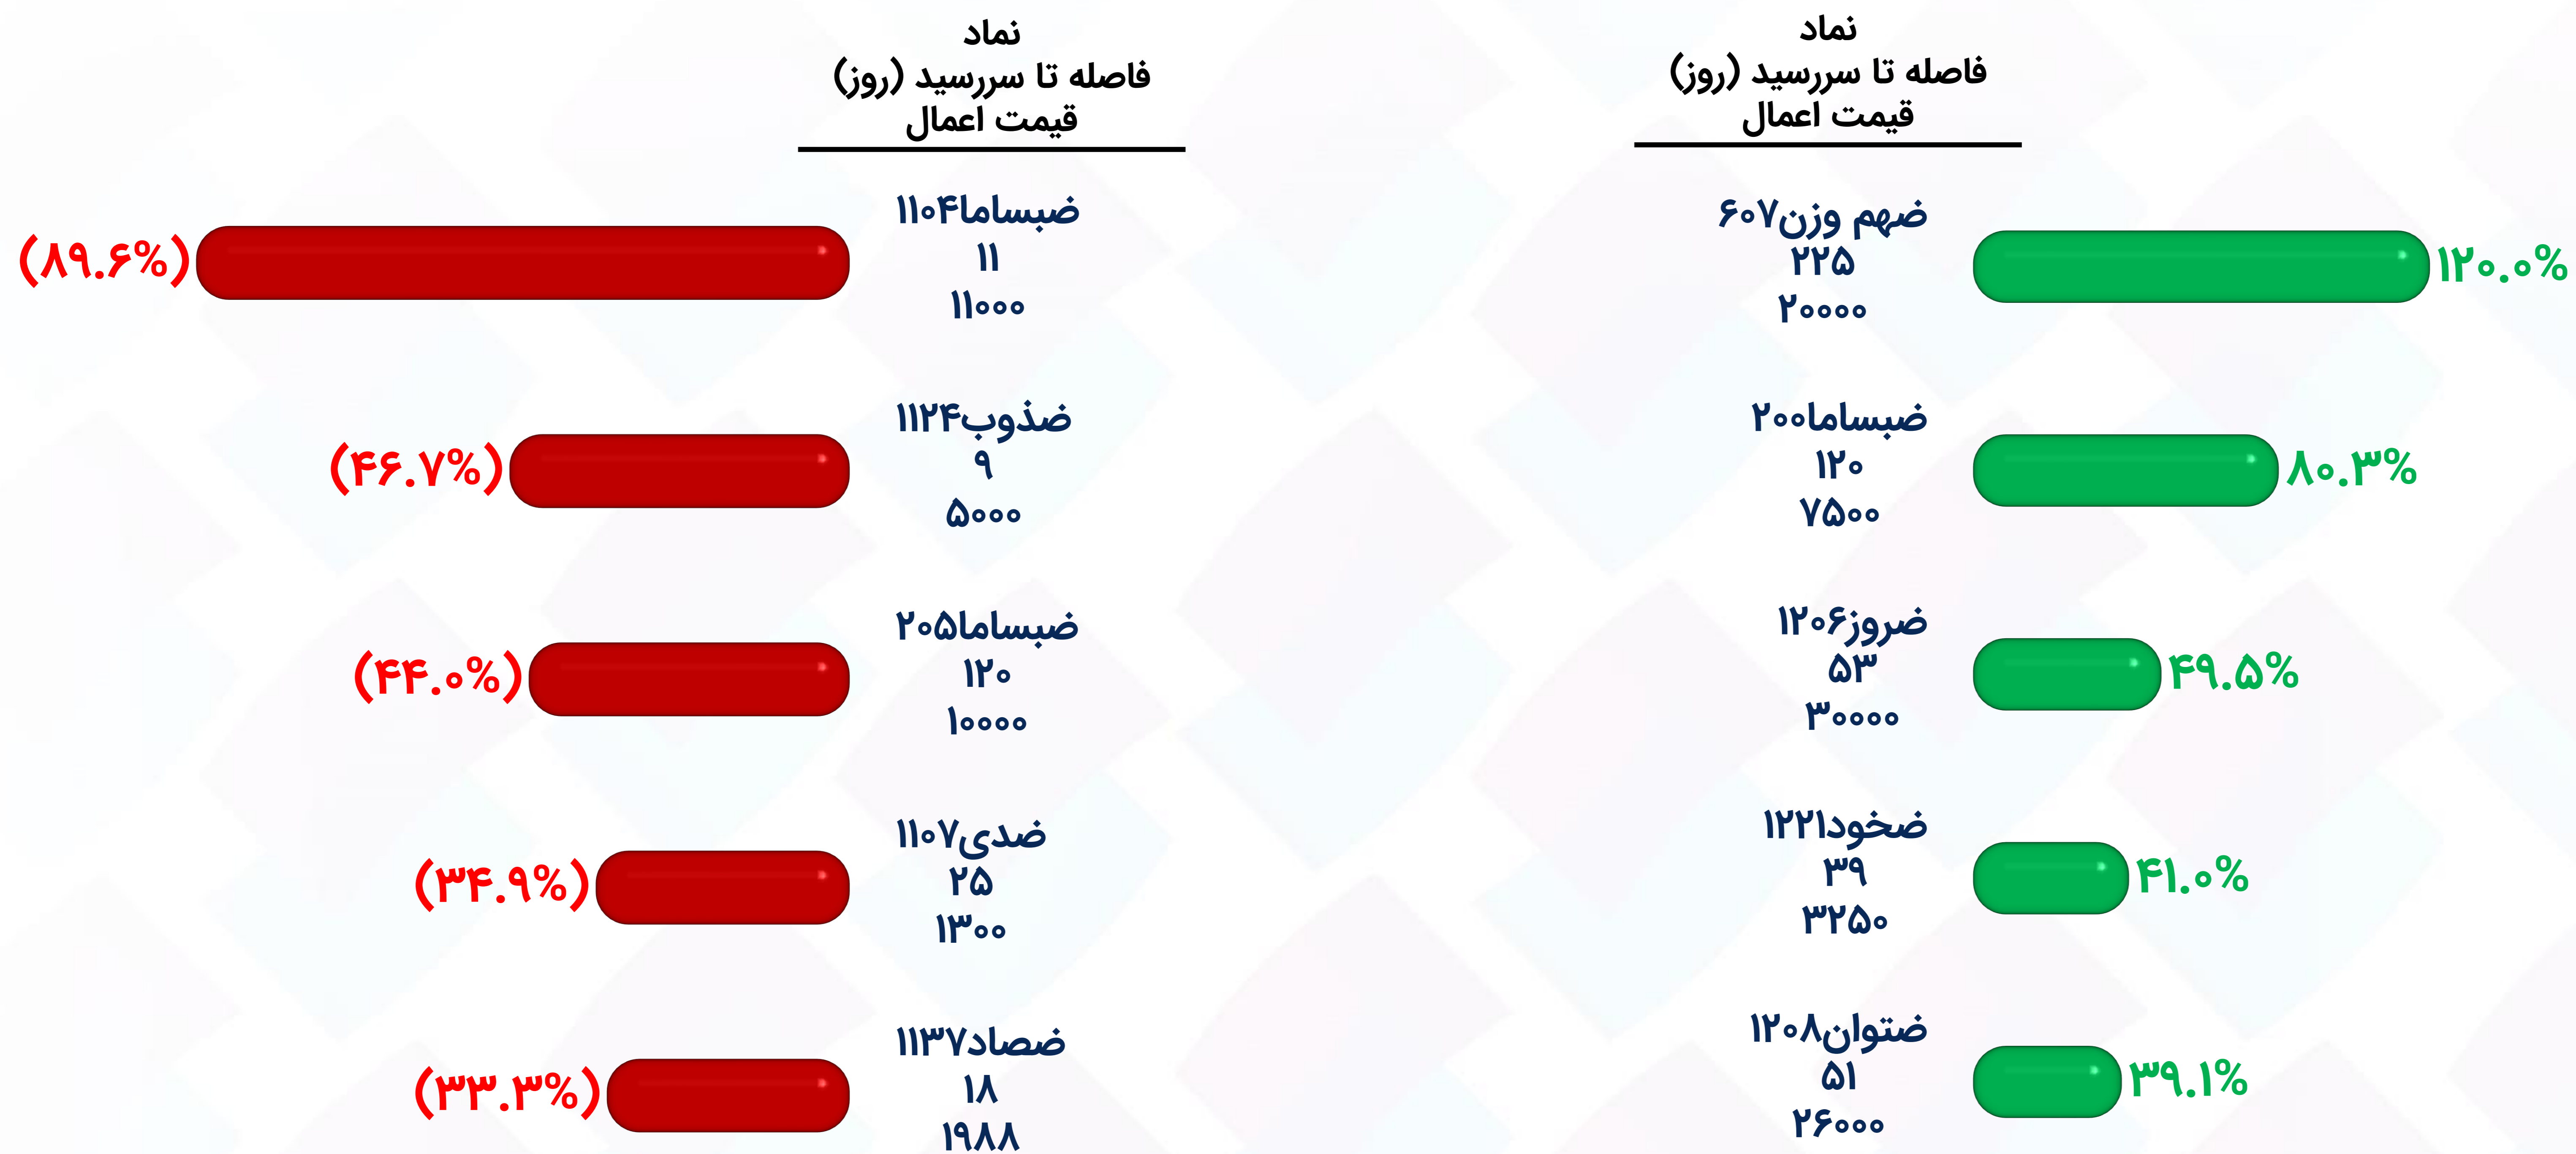 نماد
فاصله تا سررسید (روز)
قیمت اعمال
ضهم وزن۶۰۷
۲۲۵
۲۰۰۰۰
۱۲۰.۰%
ضبساما۲۰۰
۱۲۰
۷۵۰۰
۸۰.۳%
ضروز۱۲۰۶
۵۳
۳۰۰۰۰
۴۹.۵%
ضخود۱۲۲۱
۳۹
۳۲۵۰
۴۱.۰%
ضتوان۱۲۰۸
۵۱
۲۶۰۰۰
۳۹.۱%
نماد
فاصله تا سررسید (روز)
قیمت اعمال
ضبساما۱۱۰۴
۱۱
۱۱۰۰۰
(۸۹.۶%)
ضذوب۱۱۲۴
۹
۵۰۰۰
(۴۶.۷%)
ضبساما۲۰۵
۱۲۰
۱۰۰۰۰
(۴۴.۰%)
ضدی۱۱۰۷
۲۵
۱۳۰۰
(۳۴.۹%)
ضصاد۱۱۳۷
۱۸
۱۹۸۸
(۳۳.۳%)